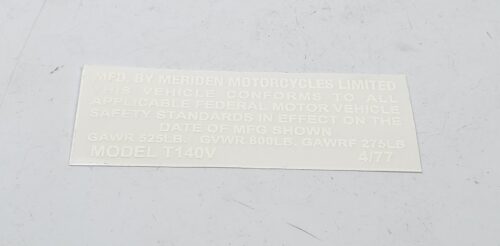 MFD. BY MERIDEN MOTORCYCLES LIMITED
THIS VEHICLE CONFORMS TO ALL
APPLICABLE FEDERAL MOTOR VEHICLE
SAFETY STANDARDS IN EFFECT ON THE
DATE OF MFG SHOWN
GAWR 525LB. GVWR 800LB. GAWRF 275LB
MODEL T140V 4/77